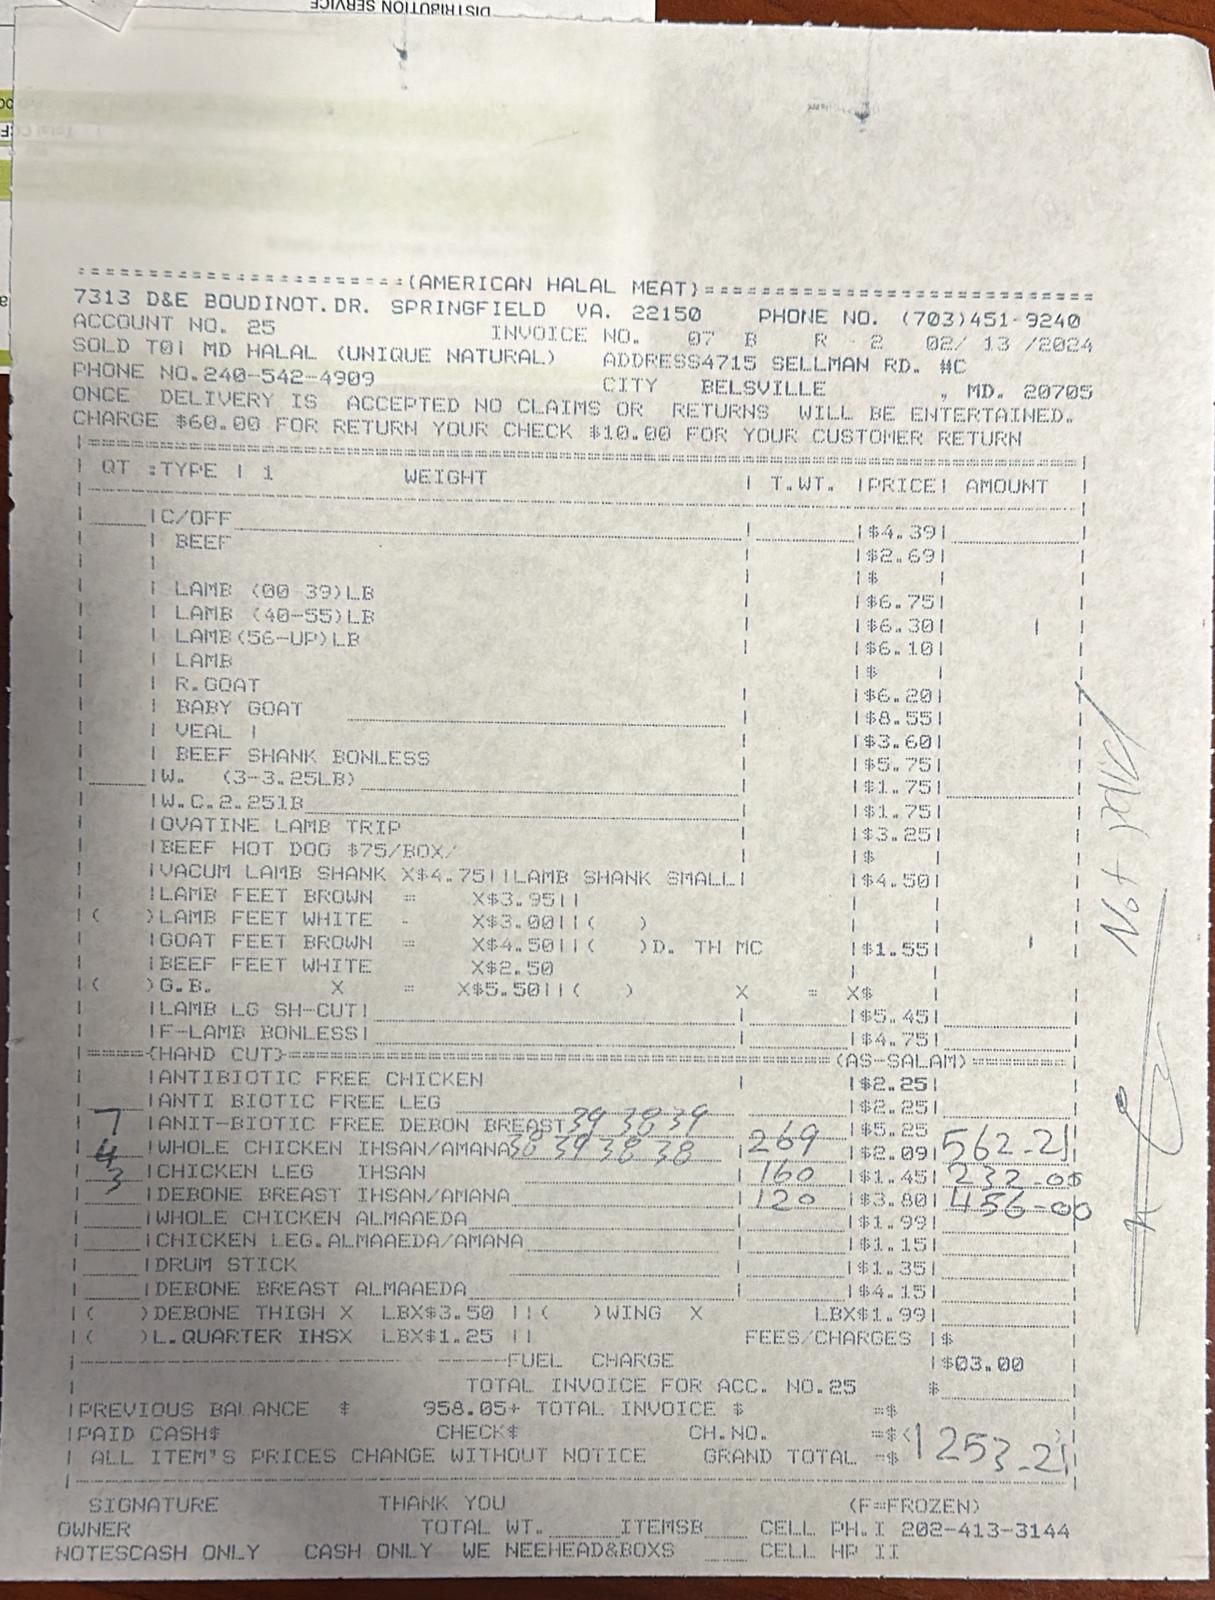 DISTRIBUTION SERVICE
=======================(AMERICAN HALAL MEAT)===========================
7313 D&E BOUDINOT.DR. SPRINGFIELD VA. 22150 PHONE NO. (703)451-9240
ACCOUNT NO. 25 INVOICE NO. 07 B R - 2 02/ 13 /2024
SOLD TO| MD HALAL (UNIQUE NATURAL) ADDRESS4715 SELLMAN RD. #C
PHONE NO.240-542-4909 CITY BELSVILLE , MD. 20705
ONCE DELIVERY IS ACCEPTED NO CLAIMS OR RETURNS WILL BE ENTERTAINED.
CHARGE $60.00 FOR RETURN YOUR CHECK $10.00 FOR YOUR CUSTOMER RETURN
| QT :TYPE | 1 WEIGHT | T.WT. |PRICE| AMOUNT |
|C/OFF |$4.39|
| BEEF |$2.69|
| |$ |
| LAMB (00-39)LB |$6.75|
| LAMB (40-55)LB |$6.30|
| LAMB(56-UP)LB |$6.10|
| LAMB |$
| R.GOAT |$6.20|
| BABY GOAT |$8.55|
| VEAL | |$3.60|
| BEEF SHANK BONLESS |$5.75|
|W. (3-3.25LB) |$1.75|
|W.C.2.25lB |$1.75|
|OVATINE LAMB TRIP |$3.25|
|BEEF HOT DOG $75/BOX/ |$ |
|VACUM LAMB SHANK X$4.75||LAMB SHANK SMALL| |$4.50|
|LAMB FEET BROWN = X$3.95||
|( )LAMB FEET WHITE - X$3.00||( )
|GOAT FEET BROWN = X$4.50||( )D. TH MC |$1.55|
|BEEF FEET WHITE X$2.50
|( )G.B. X = X$5.50||( ) X = X$ |
|LAMB LG SH-CUT| |$5.45|
|F-LAMB BONLESS| |$4.75|
|=====(HAND CUT)=====(AS-SALAM)=======|
|ANTIBIOTIC FREE CHICKEN |$2.25|
|ANTI BIOTIC FREE LEG |$2.25|
|ANIT-BIOTIC FREE DEBON BREAST 39 38 39 |$5.25
7 |WHOLE CHICKEN IHSAN/AMANA 38 39 38 38 269 |$2.09| 562-21
4 |CHICKEN LEG IHSAN 160 |$1.45| 232-00
3 |DEBONE BREAST IHSAN/AMANA 120 |$3.80| 456-00
|WHOLE CHICKEN ALMAAEDA |$1.99|
|CHICKEN LEG.ALMAAEDA/AMANA |$1.15|
|DRUM STICK |$1.35|
|DEBONE BREAST ALMAAEDA |$4.15|
|( )DEBONE THIGH X LBX$3.50 ||( )WING X LBX$1.99|
|( )L.QUARTER IHSX LBX$1.25 || FEES/CHARGES |$
FUEL CHARGE |$03.00
TOTAL INVOICE FOR ACC. NO.25 $
|PREVIOUS BALANCE $ 958.05+ TOTAL INVOICE $ =$
|PAID CASH$ CHECK$ CH.NO. =$< >
| ALL ITEM'S PRICES CHANGE WITHOUT NOTICE GRAND TOTAL =$ 1253-21
SIGNATURE THANK YOU (F=FROZEN)
OWNER TOTAL WT. ITEMSB CELL PH.I 202-413-3144
NOTESCASH ONLY CASH ONLY WE NEEHEAD&BOXS CELL HP II
Not paid